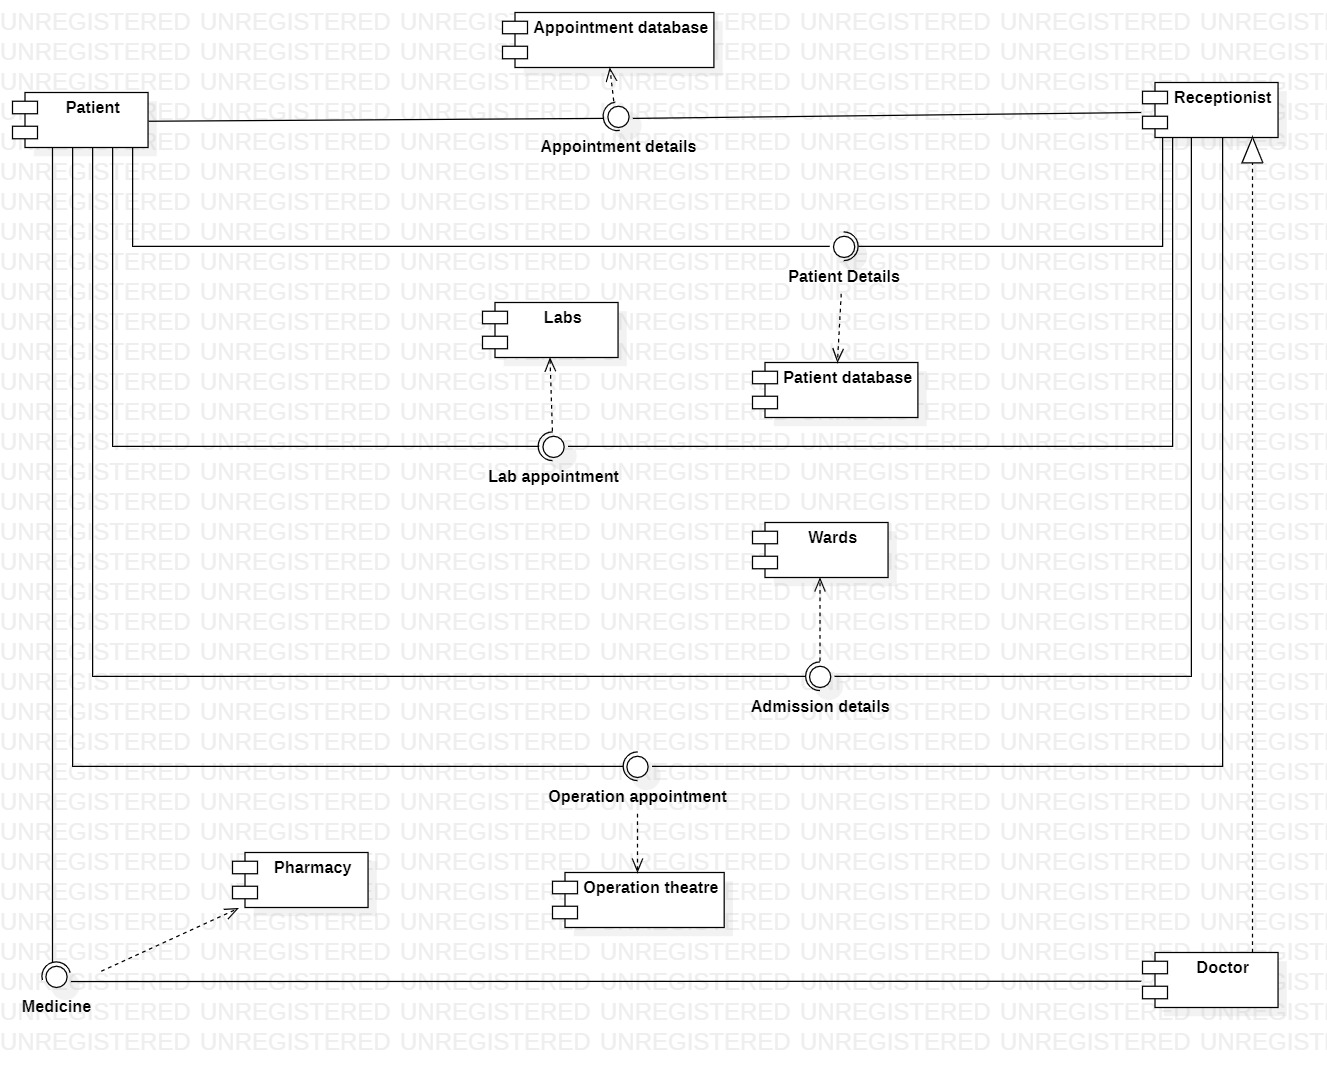 Appointment database
Patient
Receptionist
Appointment details
Patient Details
Labs
Patient database
Lab appointment
Wards
Admission details
Operation appointment
Pharmacy
Operation theatre
Doctor
Medicine
UNREGISTERED